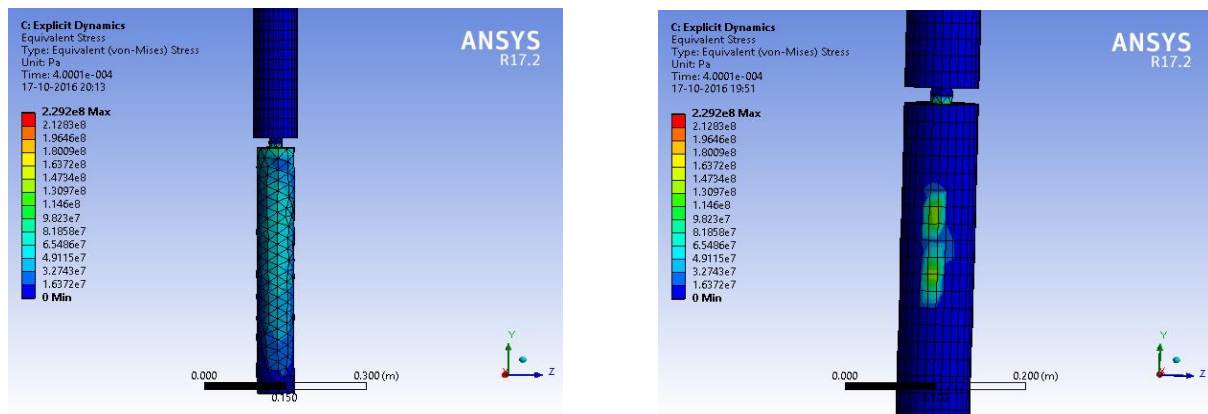 C: Explicit Dynamics
Equivalent Stress
Type: Equivalent (von-Mises) Stress
Unit: Pa
Time: 4.0001e-004
17-10-2016 20:13
ANSYS
R17.2
2.292e8 Max
2.1283e8
1.9646e8
1.8009e8
1.6372e8
1.4734e8
1.3097e8
1.146e8
9.823e7
8.1858e7
6.5486e7
4.9115e7
3.2743e7
1.6372e7
0 Min
0.000
0.300 (m)
0.150
Y
X
Z
C: Explicit Dynamics
Equivalent Stress
Type: Equivalent (von-Mises) Stress
Unit: Pa
Time: 4.0001e-004
17-10-2016 19:51
ANSYS
R17.2
2.292e8 Max
2.1283e8
1.9646e8
1.8009e8
1.6372e8
1.4734e8
1.3097e8
1.146e8
9.823e7
8.1858e7
6.5486e7
4.9115e7
3.2743e7
1.6372e7
0 Min
0.000
0.200 (m)
Y
Z